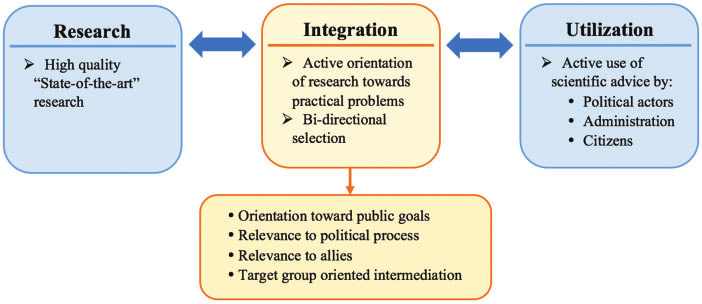 Research
➢ High quality
“State-of-the-art”
research
Integration
➢ Active orientation
of research towards
practical problems
➢ Bi-directional
selection
Utilization
➢ Active use of
scientific advice by:
• Political actors
• Administration
• Citizens
• Orientation toward public goals
• Relevance to political process
• Relevance to allies
• Target group oriented intermediation